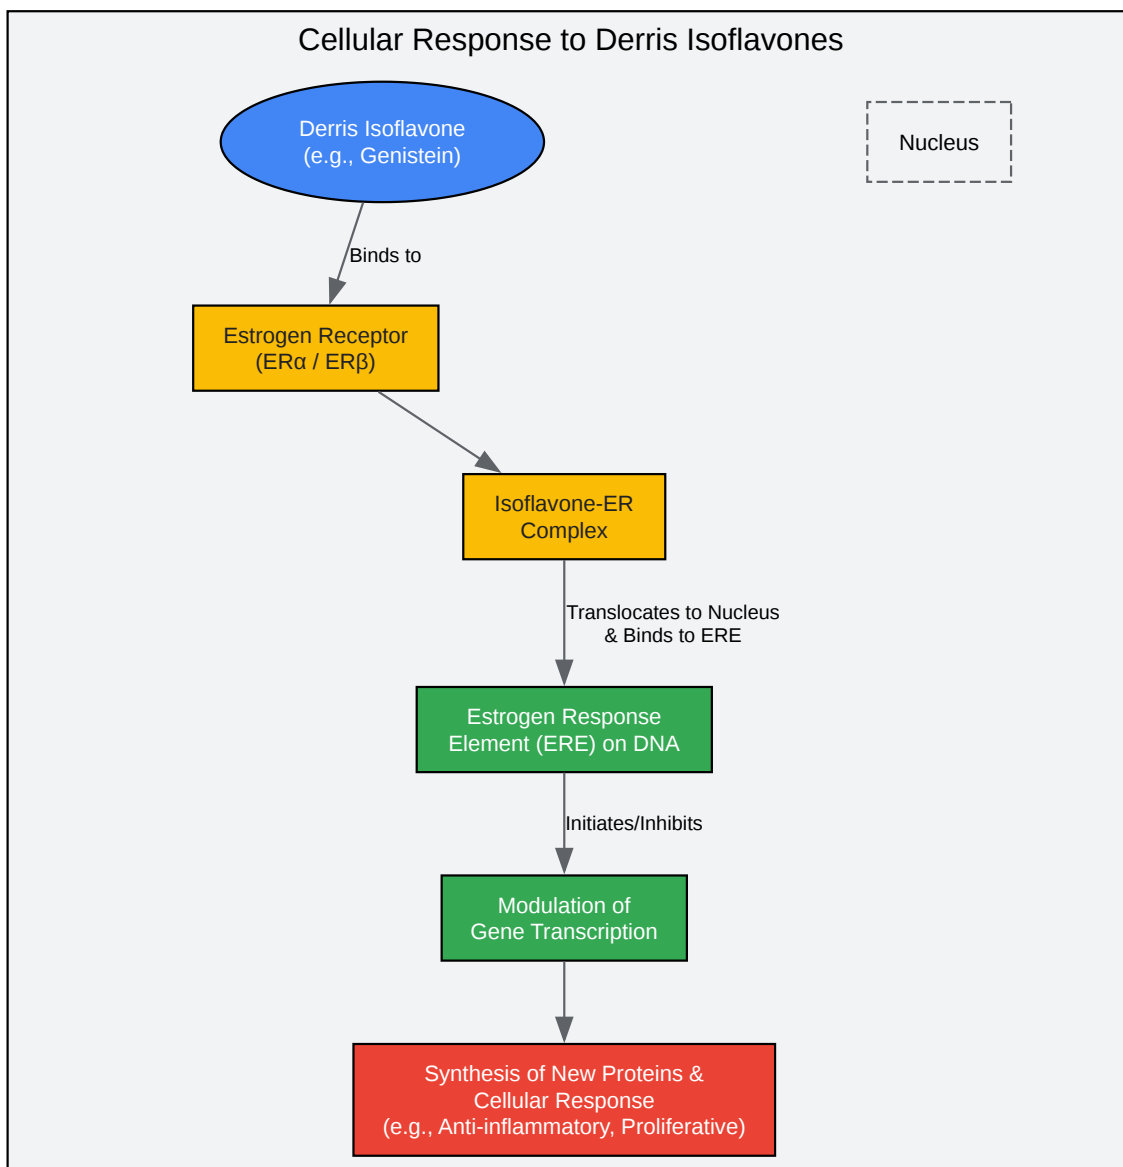 Cellular Response to Derris Isoflavones
Derris Isoflavone
(e.g., Genistein)
Nucleus
Binds to
Estrogen Receptor
(ERα / ERβ)
Isoflavone-ER
Complex
Translocates to Nucleus
& Binds to ERE
Estrogen Response
Element (ERE) on DNA
Initiates/Inhibits
Modulation of
Gene Transcription
Synthesis of New Proteins &
Cellular Response
(e.g., Anti-inflammatory, Proliferative)